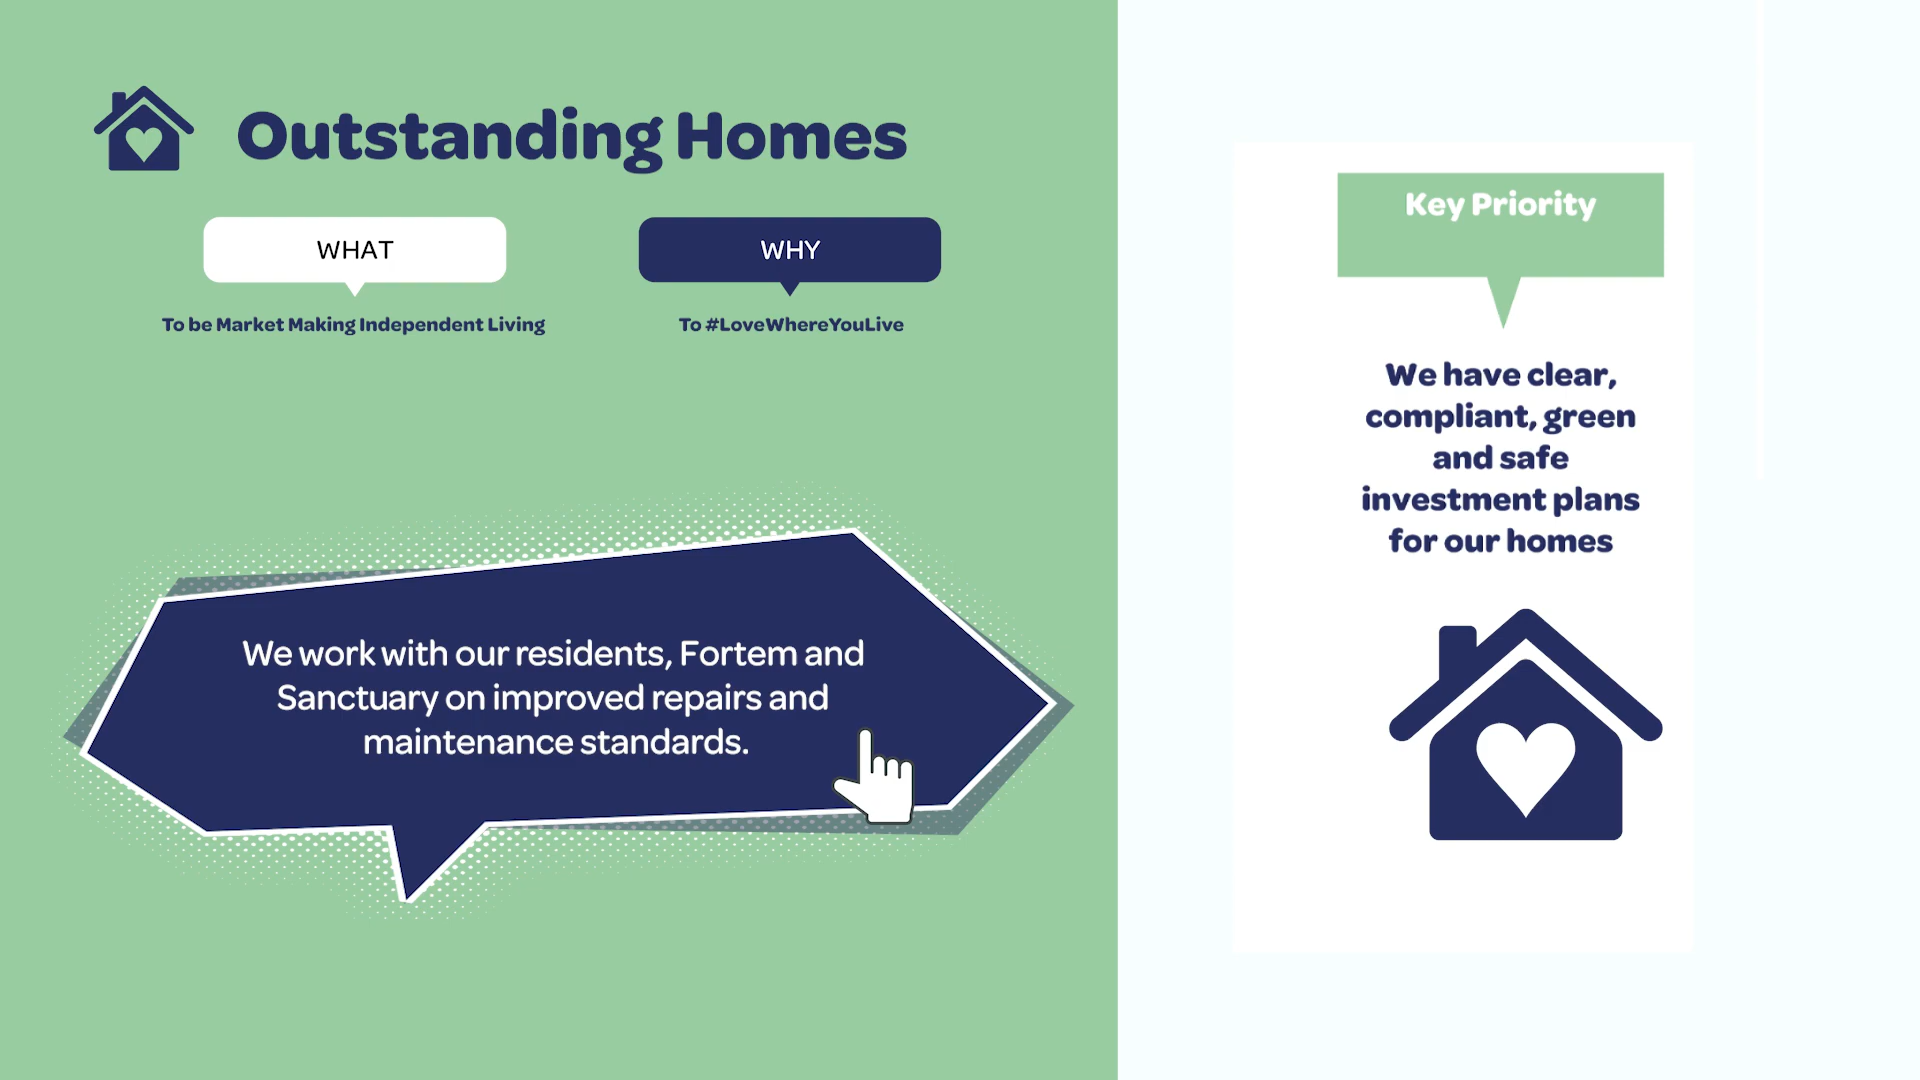 Outstanding Homes
WHAT
WHY
To be Market Making Independent Living
To #LoveWhereYouLive
We work with our residents, Fortem and
Sanctuary on improved repairs and
maintenance standards.
Key Priority
We have clear,
compliant, green
and safe
investment plans
for our homes